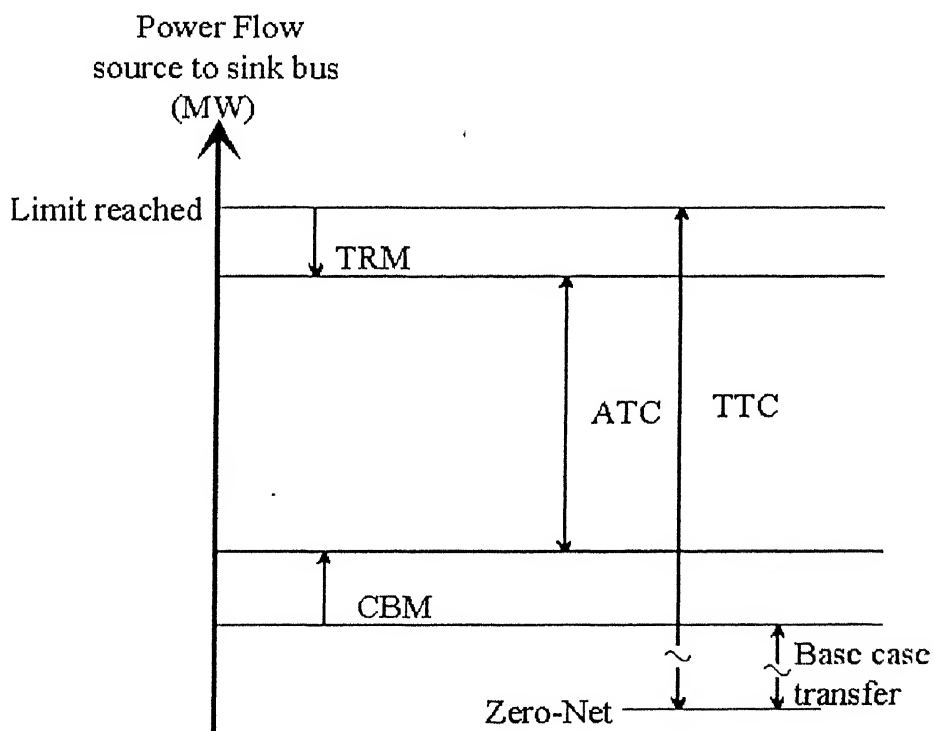 Power Flow
source to sink bus
(MW)
Limit reached
TRM
ATC
TTC
CBM
Base case
transfer
Zero-Net